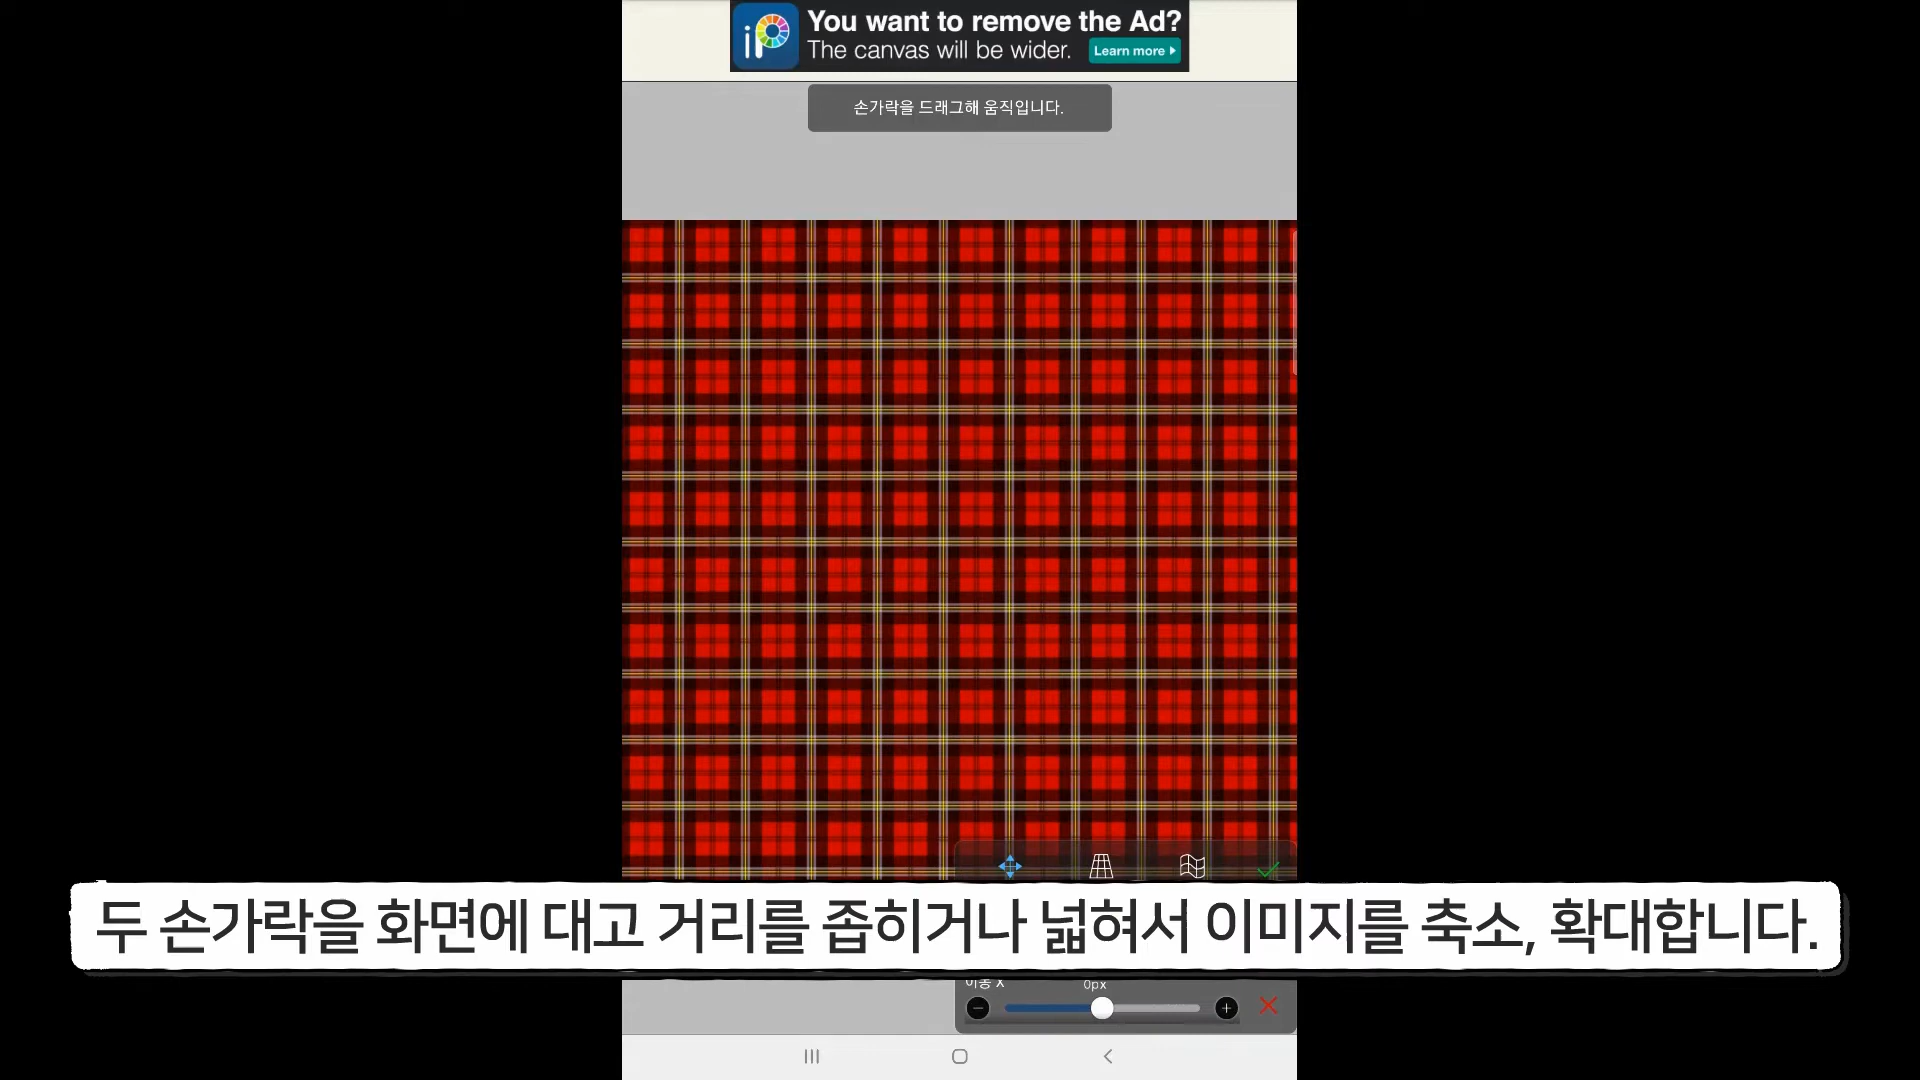 iP
You want to remove the Ad?
The canvas will be wider.
Learn more
손가락을 드래그해 움직입니다.
두 손가락을 화면에 대고 거리를 좁히거나 넓혀서 이미지를 축소, 확대합니다.
이동 X
0px